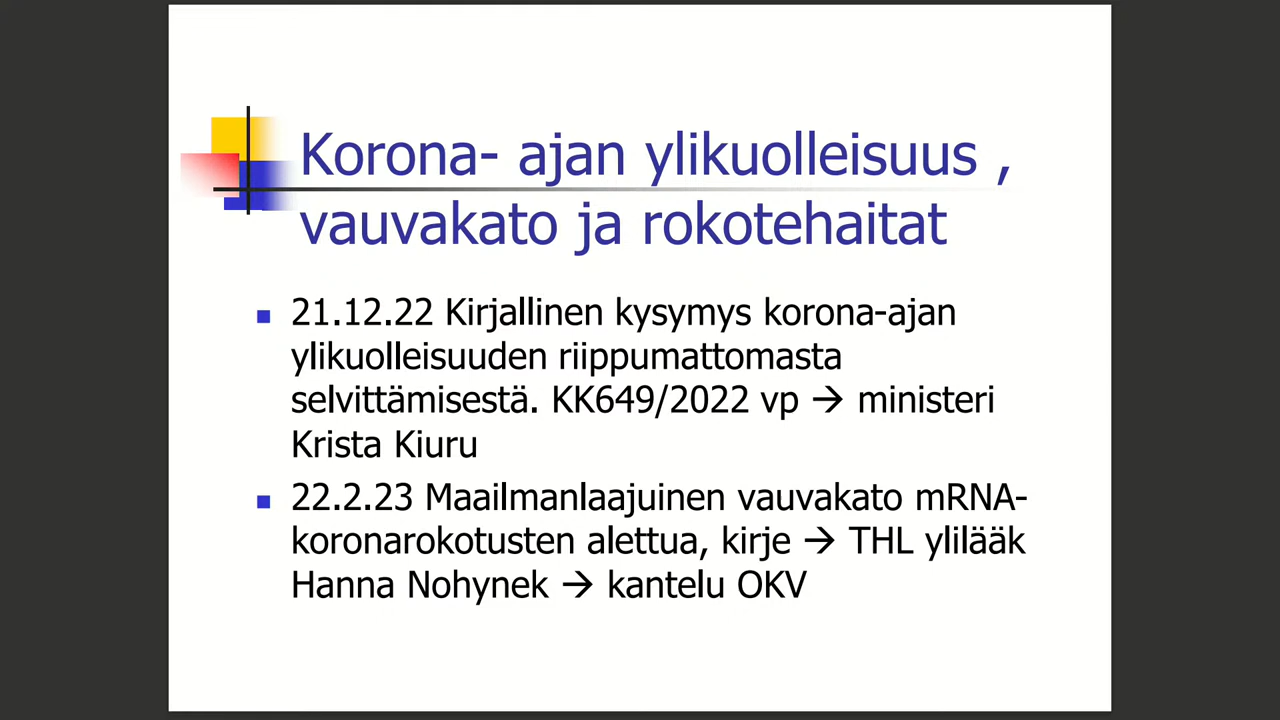 Korona- ajan ylikuolleisuus ,
vauvakato ja rokotehaitat
21.12.22 Kirjallinen kysymys korona-ajan
ylikuolleisuuden riippumattomasta
selvittämisestä. KK649/2022 vp → ministeri
Krista Kiuru
22.2.23 Maailmanlaajuinen vauvakato mRNA-
koronarokotusten alettua, kirje → THL ylilääk
Hanna Nohynek → kantelu OKV